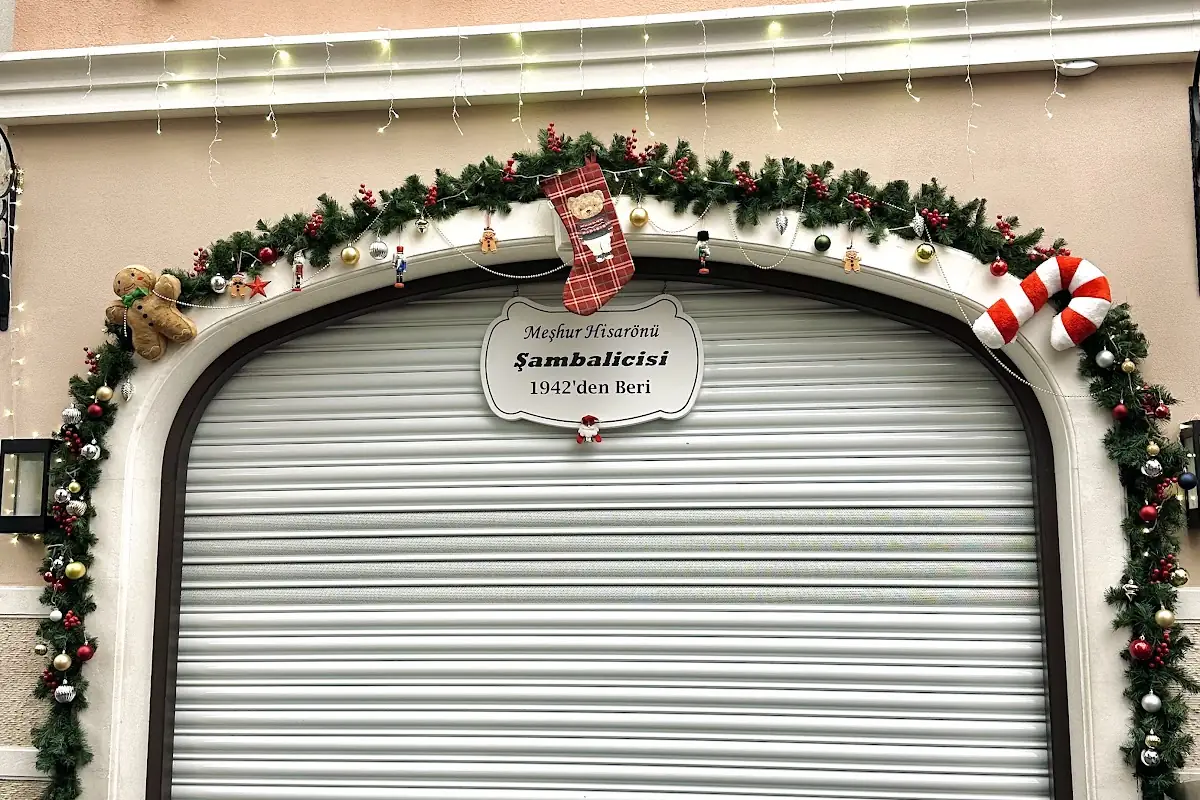 Meşhur Hisarönü
Şambalicisi
1942'den Beri